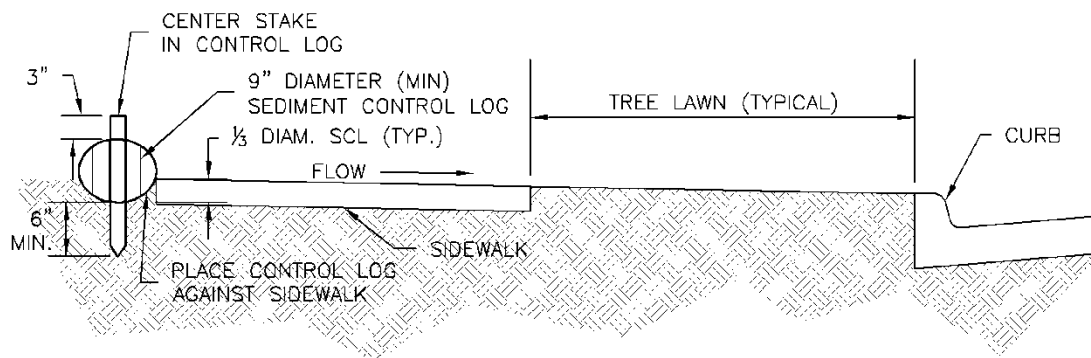 CENTER STAKE
IN CONTROL LOG
3"
9" DIAMETER (MIN)
SEDIMENT CONTROL LOG
TREE LAWN (TYPICAL)
⅓ DIAM. SCL (TYP.)
CURB
FLOW
6"
MIN.
SIDEWALK
PLACE CONTROL LOG
AGAINST SIDEWALK